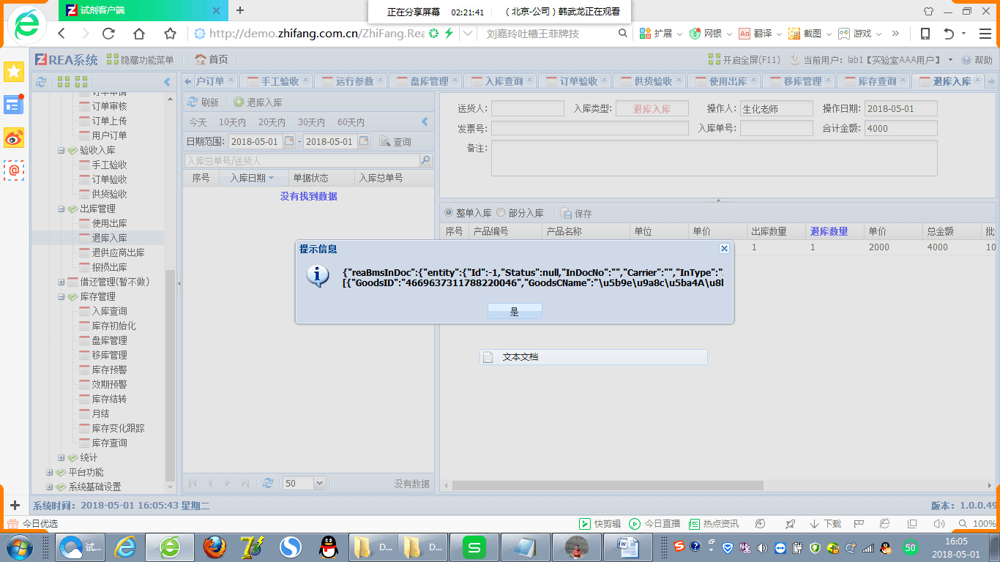 正在分享屏幕 02:21:41 （北京-公司）韩武龙正在观看
试剂客户端
http://demo.zhifang.com.cn/ZhiFang.Rea
刘嘉玲吐槽王菲牌技
扩展 网银 翻译 截图 游戏 »
REA系统 隐藏功能菜单 首页 开启全屏(F11) 当前用户: lab1【实验室AAA用户】 帮助
户订单 手工验收 运行参数 盘库管理 入库查询 订单验收 供货验收 使用出库 移库管理 库存查询 退库入库
订单申请
订单审核
订单上传
用户订单
验收入库
手工验收
订单验收
供货验收
出库管理
使用出库
退库入库
退供应商出库
报损出库
借还管理(暂不做)
库存管理
入库查询
库存初始化
盘库管理
移库管理
库存预警
效期预警
库存结转
月结
库存变化跟踪
库存查询
统计
平台功能
系统基础设置
刷新 退库入库
今天 10天内 20天内 30天内 60天内
日期范围: 2018-05-01 - 2018-05-01 查询
入库总单号/送货人
序号 入库日期 单据状态 入库总单号
没有找到数据
50 没有数据
送货人: 入库类型: 退库入库 操作人: 生化老师 操作日期: 2018-05-01
发票号: 入库单号: 合计金额: 4000
备注:
整单入库 部分入库 保存
序号 产品编号 产品名称 单位 单价 出库数量 退库数量 单价 总金额 批
1 1 2000 4000 10
提示信息
{"reaBmsInDoc":{"entity":{"Id":-1,"Status":null,"InDocNo":"","Carrier":"","InType":"
[{"GoodsID":"4669637311788220046","GoodsCName":"\u5b9e\u9a8c\u5ba4A\u8
是
文本文档
系统时间: 2018-05-01 16:05:43 星期二 版本: 1.0.0.49
今日优选 快剪辑 今日直播 热点资讯 下载 100%
试... D... D... 50 16:05
2018-05-01